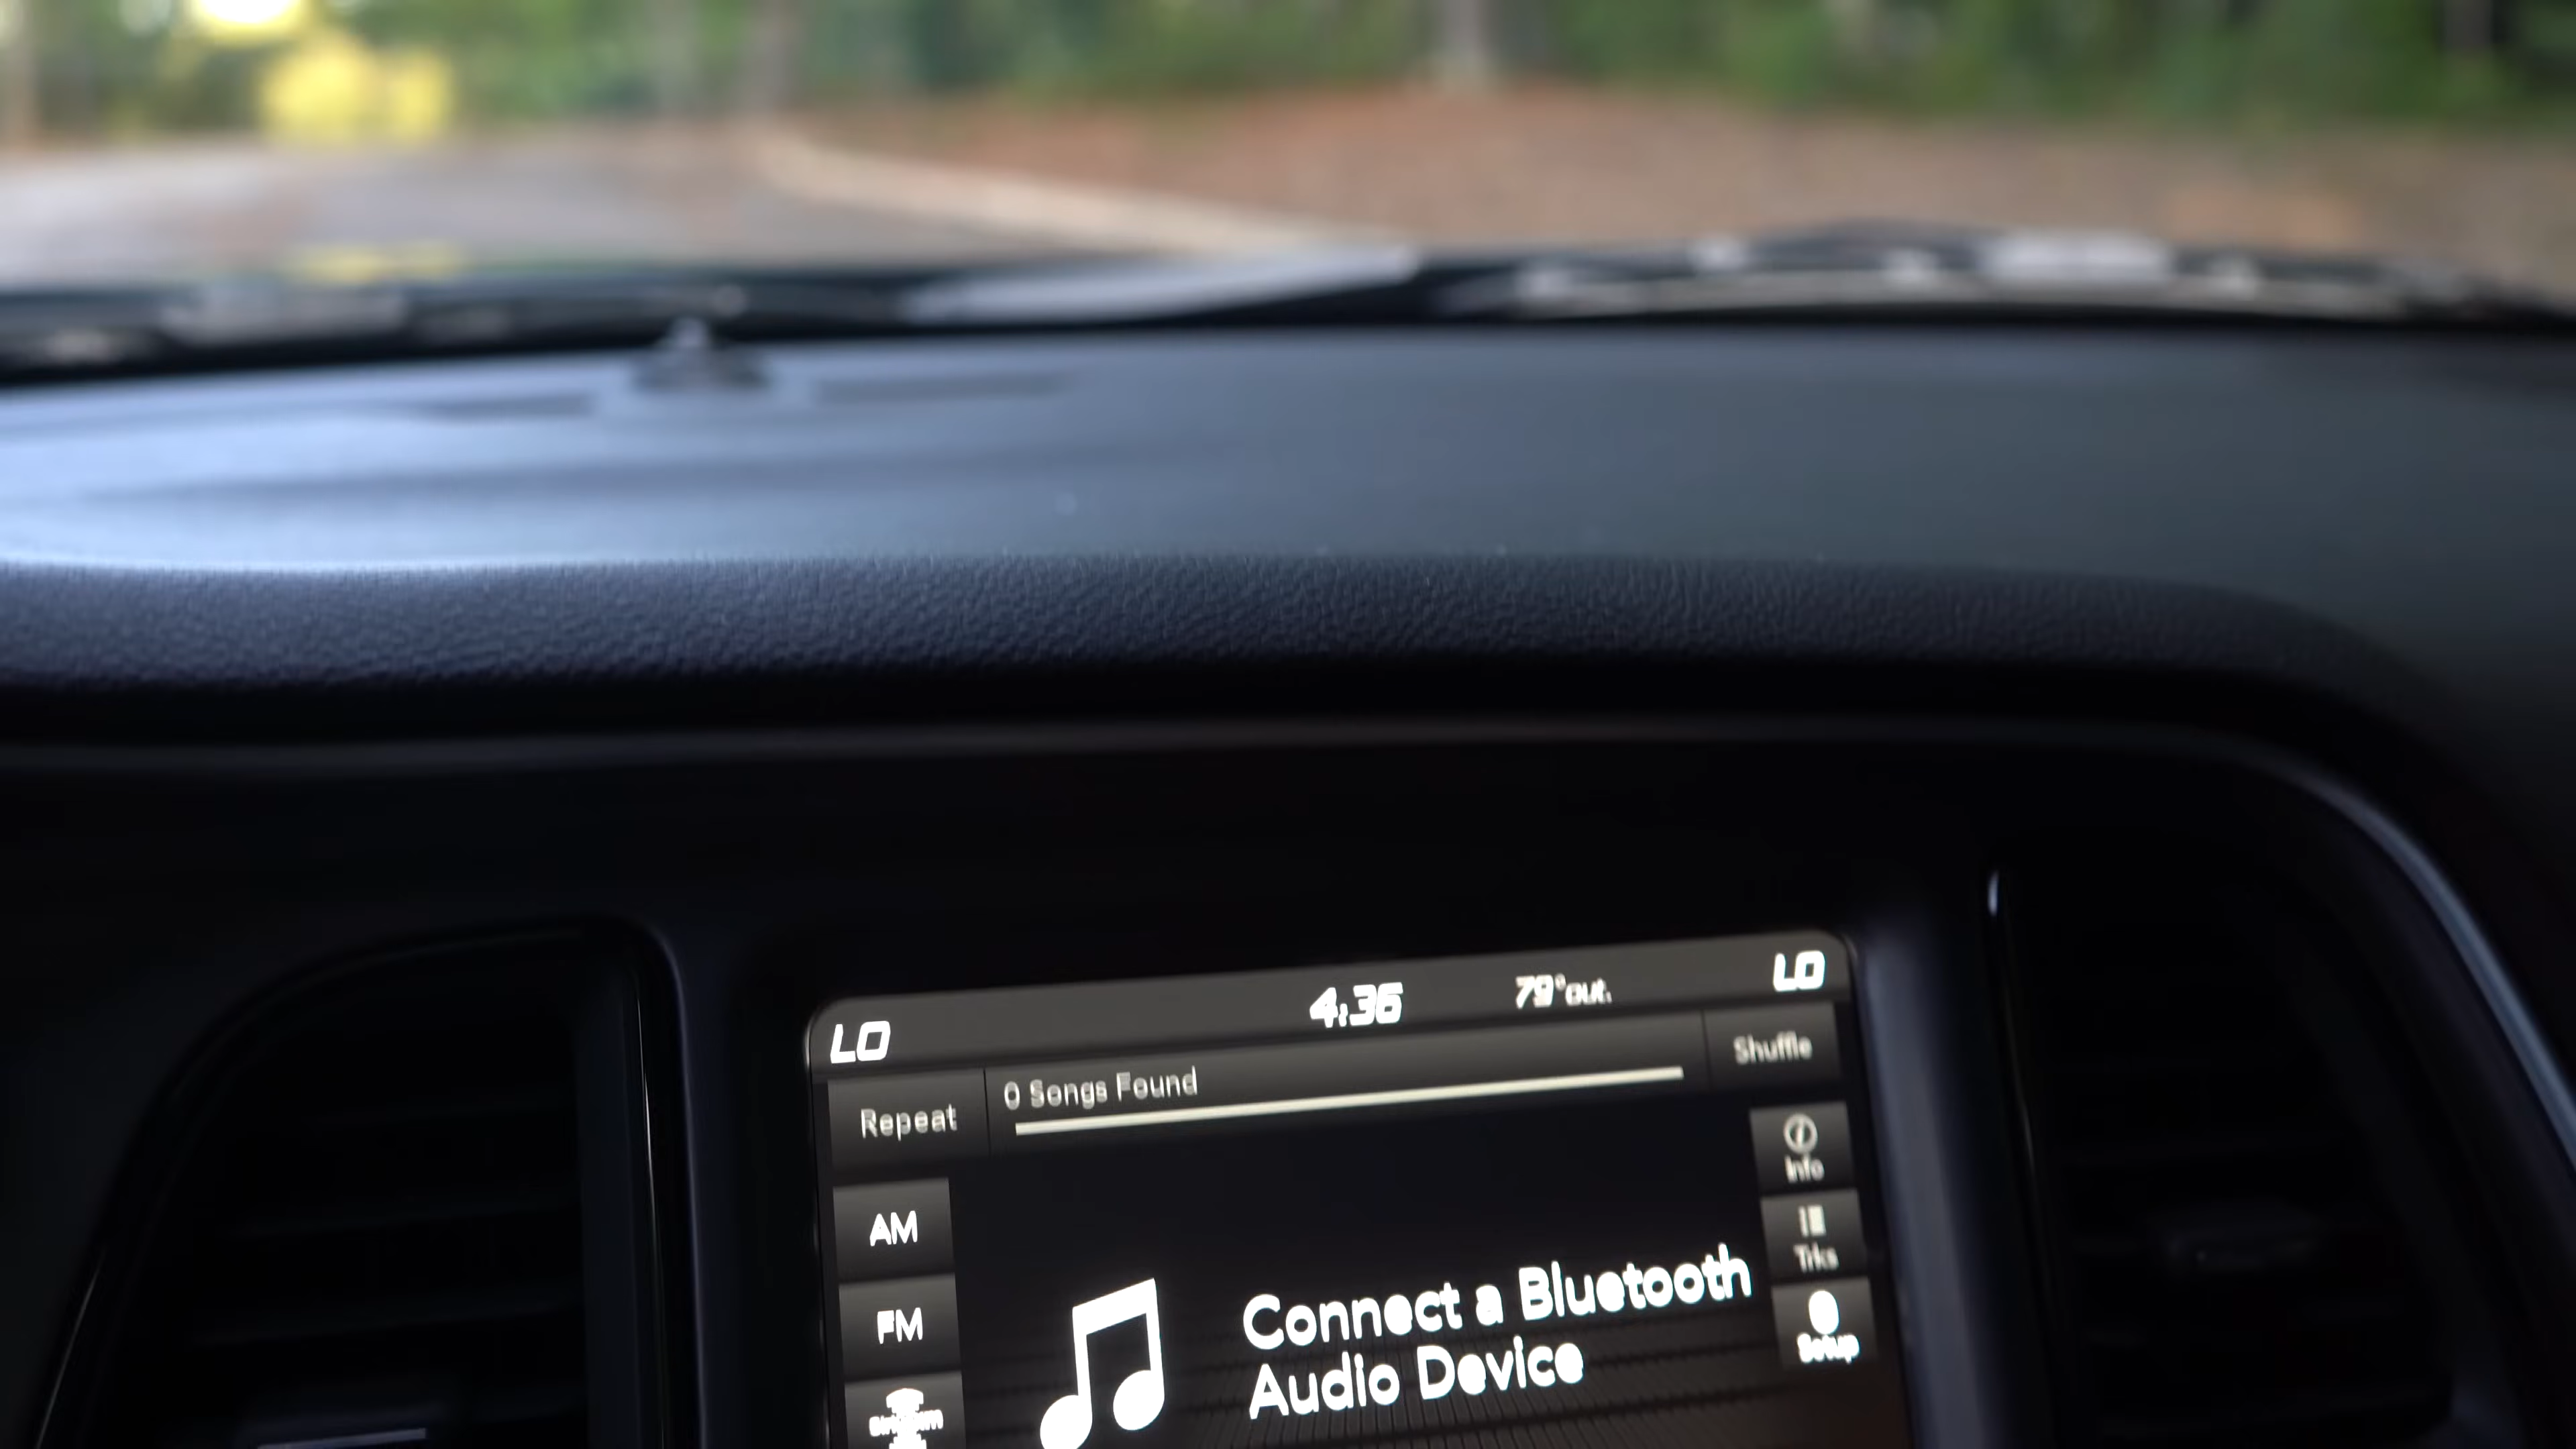 LO 4:36 79°out. LO
Repeat 0 Songs Found Shuffle
Info
AM
Trks
FM
Connect a Bluetooth
Audio Device
Setup